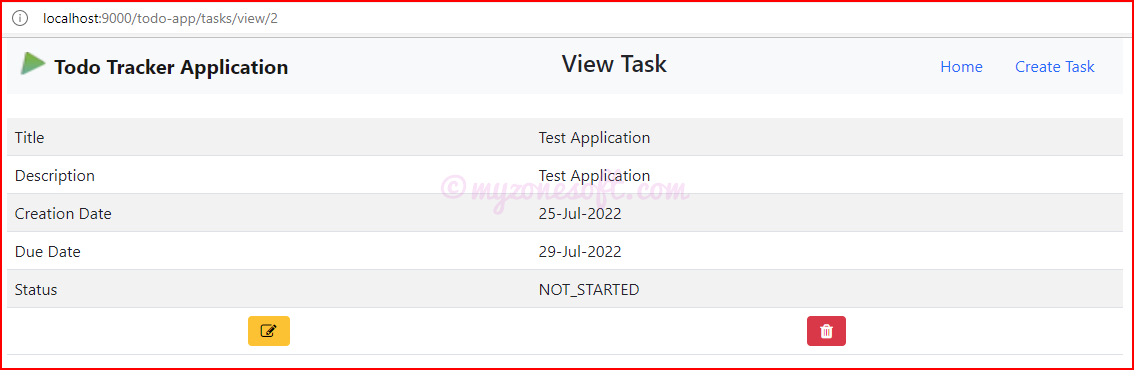 localhost:9000/todo-app/tasks/view/2
Todo Tracker Application View Task Home Create Task
Title Test Application
Description Test Application
© myzonesoft.com
Creation Date 25-Jul-2022
Due Date 29-Jul-2022
Status NOT_STARTED